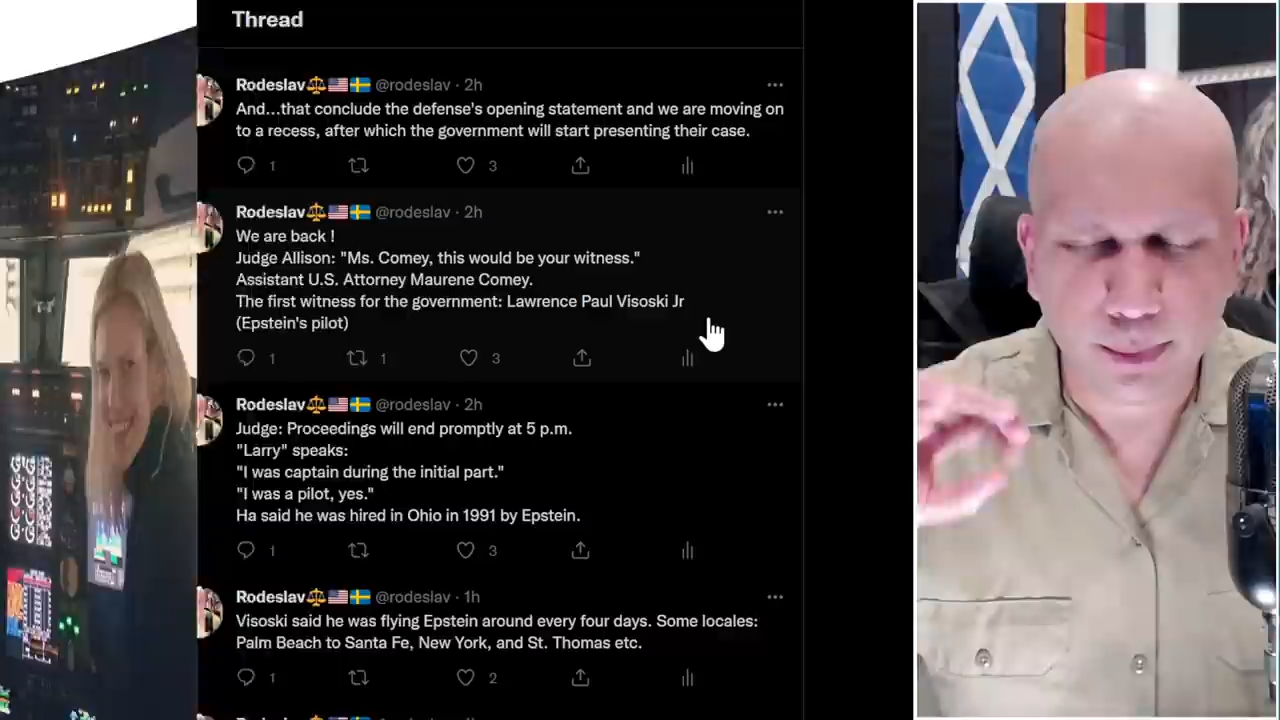 Thread
Rodeslav⚖️🇺🇸🇸🇪 @rodeslav · 2h
And...that conclude the defense's opening statement and we are moving on
to a recess, after which the government will start presenting their case.
1 3
Rodeslav⚖️🇺🇸🇸🇪 @rodeslav · 2h
We are back !
Judge Allison: "Ms. Comey, this would be your witness."
Assistant U.S. Attorney Maurene Comey.
The first witness for the government: Lawrence Paul Visoski Jr
(Epstein's pilot)
1 1 3
Rodeslav⚖️🇺🇸🇸🇪 @rodeslav · 2h
Judge: Proceedings will end promptly at 5 p.m.
"Larry" speaks:
"I was captain during the initial part."
"I was a pilot, yes."
Ha said he was hired in Ohio in 1991 by Epstein.
1 3
Rodeslav⚖️🇺🇸🇸🇪 @rodeslav · 1h
Visoski said he was flying Epstein around every four days. Some locales:
Palm Beach to Santa Fe, New York, and St. Thomas etc.
1 2